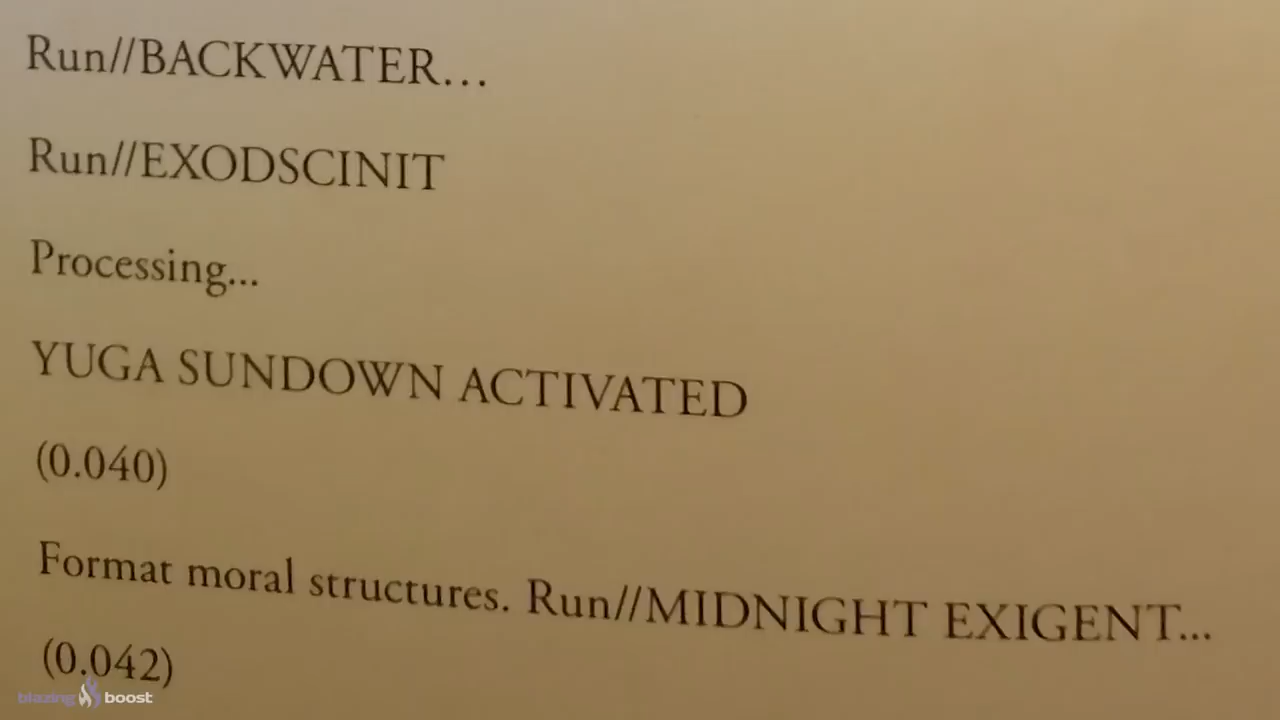 Run//BACKWATER...
Run//EXODSCINIT
Processing...
YUGA SUNDOWN ACTIVATED
(0.040)
Format moral structures. Run//MIDNIGHT EXIGENT...
(0.042)
blazing boost